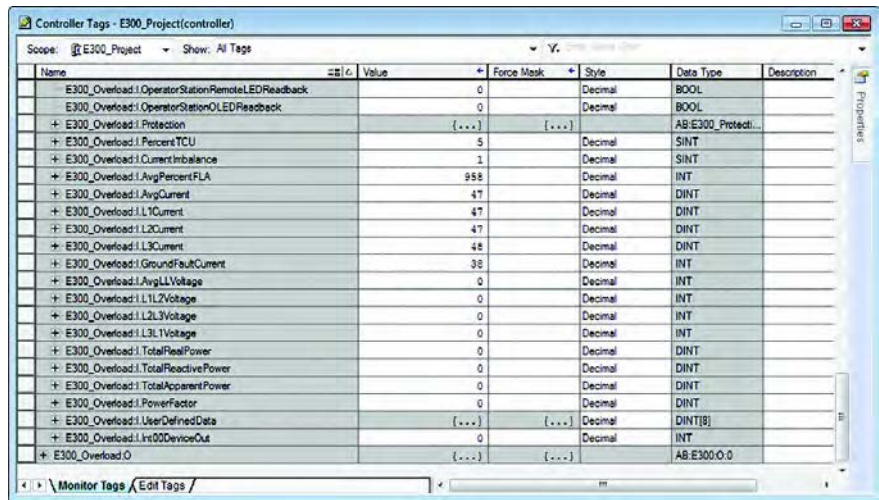 Controller Tags - E300_Project(controller)
Scope: E300_Project Show: All Tags
Name Value Force Mask Style Data Type Description
E300_Overload:I.OperatorStationRemoteLEDReadback 0 Decimal BOOL
E300_Overload:I.OperatorStationOLEDReadback 0 Decimal BOOL
+ E300_Overload:I.Protection {...} {...} AB:E300_Protecti...
+ E300_Overload:I.PercentTCU 5 Decimal SINT
+ E300_Overload:I.CurrentImbalance 1 Decimal SINT
+ E300_Overload:I.AvgPercentFLA 958 Decimal INT
+ E300_Overload:I.AvgCurrent 47 Decimal DINT
+ E300_Overload:I.L1Current 47 Decimal DINT
+ E300_Overload:I.L2Current 47 Decimal DINT
+ E300_Overload:I.L3Current 48 Decimal DINT
+ E300_Overload:I.GroundFaultCurrent 38 Decimal INT
+ E300_Overload:I.AvgLLVoltage 0 Decimal INT
+ E300_Overload:I.L1L2Voltage 0 Decimal INT
+ E300_Overload:I.L2L3Voltage 0 Decimal INT
+ E300_Overload:I.L3L1Voltage 0 Decimal INT
+ E300_Overload:I.TotalRealPower 0 Decimal DINT
+ E300_Overload:I.TotalReactivePower 0 Decimal DINT
+ E300_Overload:I.TotalApparentPower 0 Decimal DINT
+ E300_Overload:I.PowerFactor 0 Decimal DINT
+ E300_Overload:I.UserDefinedData {...} {...} Decimal DINT[8]
+ E300_Overload:I.Int00DeviceOut 0 Decimal INT
+ E300_Overload:O {...} {...} AB:E300:O:0
Monitor Tags Edit Tags
Properties